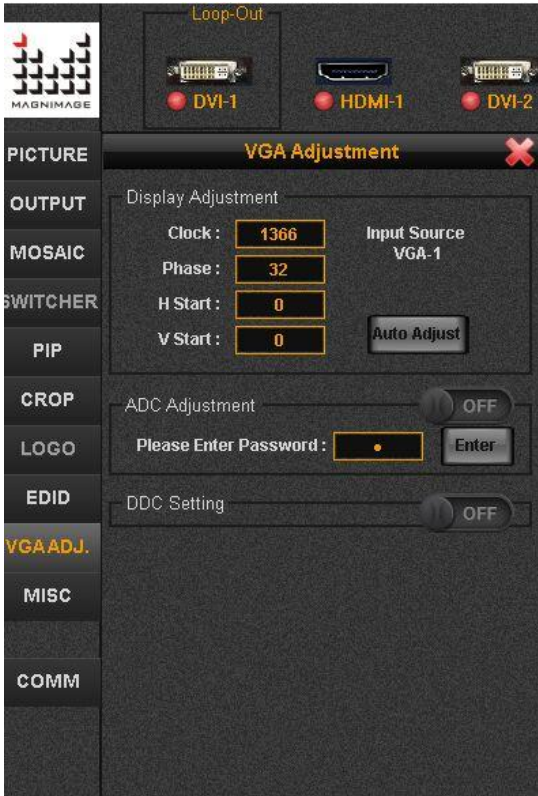 Loop-Out
MAGNIMAGE
DVI-1
HDMI-1
DVI-2
PICTURE
OUTPUT
MOSAIC
SWITCHER
PIP
CROP
LOGO
EDID
VGA ADJ.
MISC
COMM
VGA Adjustment
Display Adjustment
Clock : 1366
Phase : 32
H Start : 0
V Start : 0
Input Source
VGA-1
Auto Adjust
ADC Adjustment OFF
Please Enter Password : Enter
DDC Setting OFF